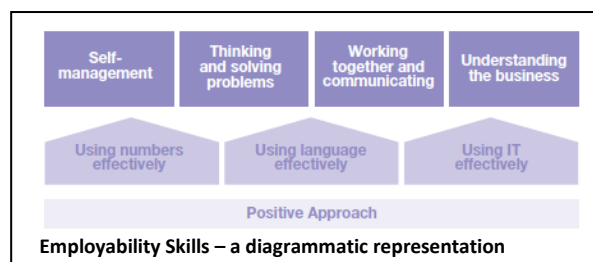 Self-
management
Thinking
and solving
problems
Working
together and
communicating
Understanding
the business
Using numbers
effectively
Using language
effectively
Using IT
effectively
Positive Approach
Employability Skills – a diagrammatic representation